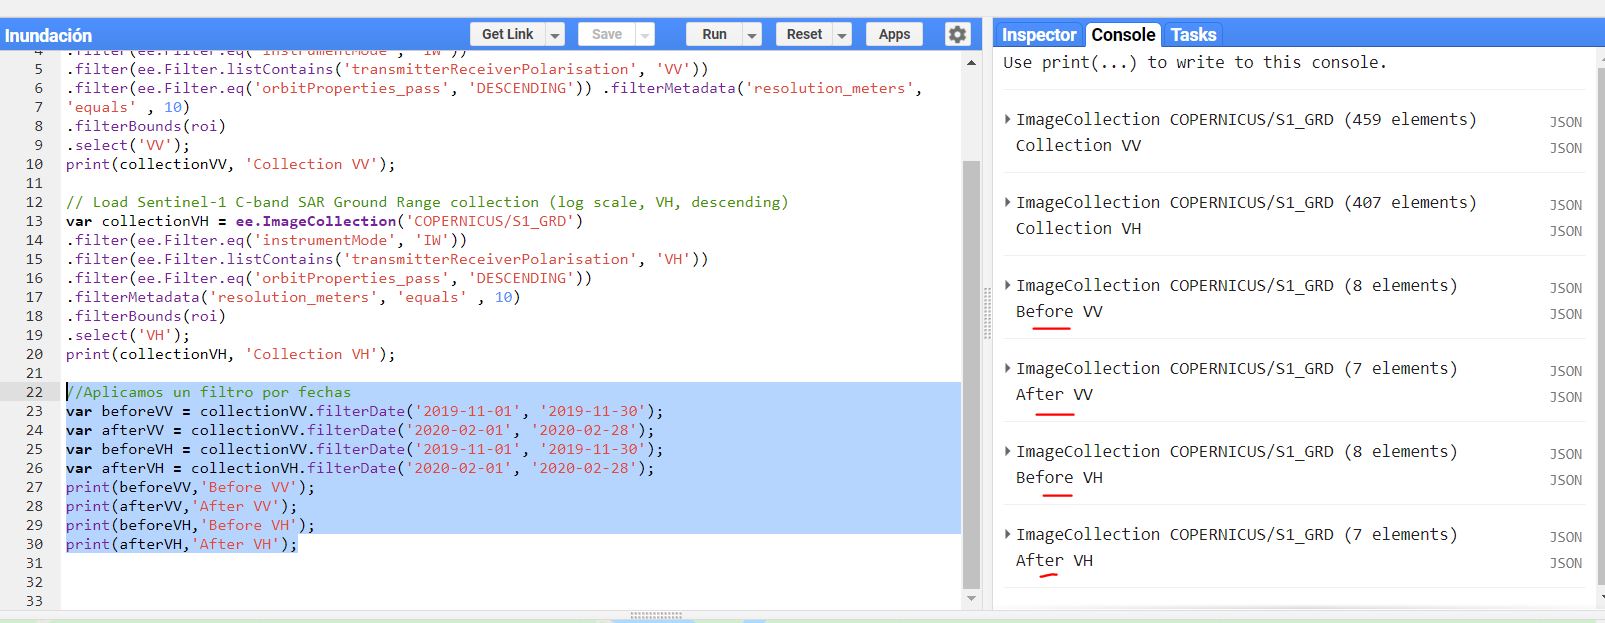 Inundación
Get Link
Save
Run
Reset
Apps
Inspector
Console
Tasks
4 .filter(ee.Filter.eq('instrumentMode', 'IW'))
5 .filter(ee.Filter.listContains('transmitterReceiverPolarisation', 'VV'))
6 .filter(ee.Filter.eq('orbitProperties_pass', 'DESCENDING')) .filterMetadata('resolution_meters',
7 'equals' , 10)
8 .filterBounds(roi)
9 .select('VV');
10 print(collectionVV, 'Collection VV');
11
12 // Load Sentinel-1 C-band SAR Ground Range collection (log scale, VH, descending)
13 var collectionVH = ee.ImageCollection('COPERNICUS/S1_GRD')
14 .filter(ee.Filter.eq('instrumentMode', 'IW'))
15 .filter(ee.Filter.listContains('transmitterReceiverPolarisation', 'VH'))
16 .filter(ee.Filter.eq('orbitProperties_pass', 'DESCENDING'))
17 .filterMetadata('resolution_meters', 'equals' , 10)
18 .filterBounds(roi)
19 .select('VH');
20 print(collectionVH, 'Collection VH');
21
22 //Aplicamos un filtro por fechas
23 var beforeVV = collectionVV.filterDate('2019-11-01', '2019-11-30');
24 var afterVV = collectionVV.filterDate('2020-02-01', '2020-02-28');
25 var beforeVH = collectionVV.filterDate('2019-11-01', '2019-11-30');
26 var afterVH = collectionVH.filterDate('2020-02-01', '2020-02-28');
27 print(beforeVV,'Before VV');
28 print(afterVV,'After VV');
29 print(beforeVH,'Before VH');
30 print(afterVH,'After VH');
31
32
33
Use print(...) to write to this console.
ImageCollection COPERNICUS/S1_GRD (459 elements) JSON
Collection VV JSON
ImageCollection COPERNICUS/S1_GRD (407 elements) JSON
Collection VH JSON
ImageCollection COPERNICUS/S1_GRD (8 elements) JSON
Before VV JSON
ImageCollection COPERNICUS/S1_GRD (7 elements) JSON
After VV JSON
ImageCollection COPERNICUS/S1_GRD (8 elements) JSON
Before VH JSON
ImageCollection COPERNICUS/S1_GRD (7 elements) JSON
After VH JSON